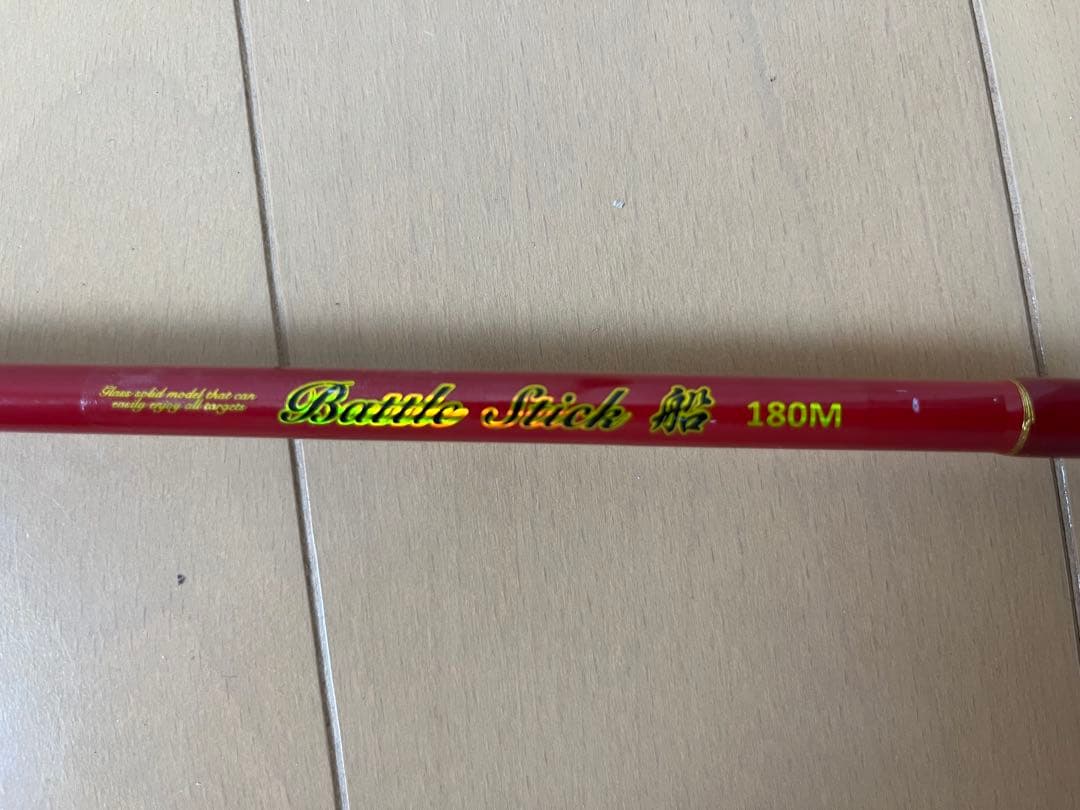 Glass solid model that can
easily enjoy all targets
Battle Stick 船 180M